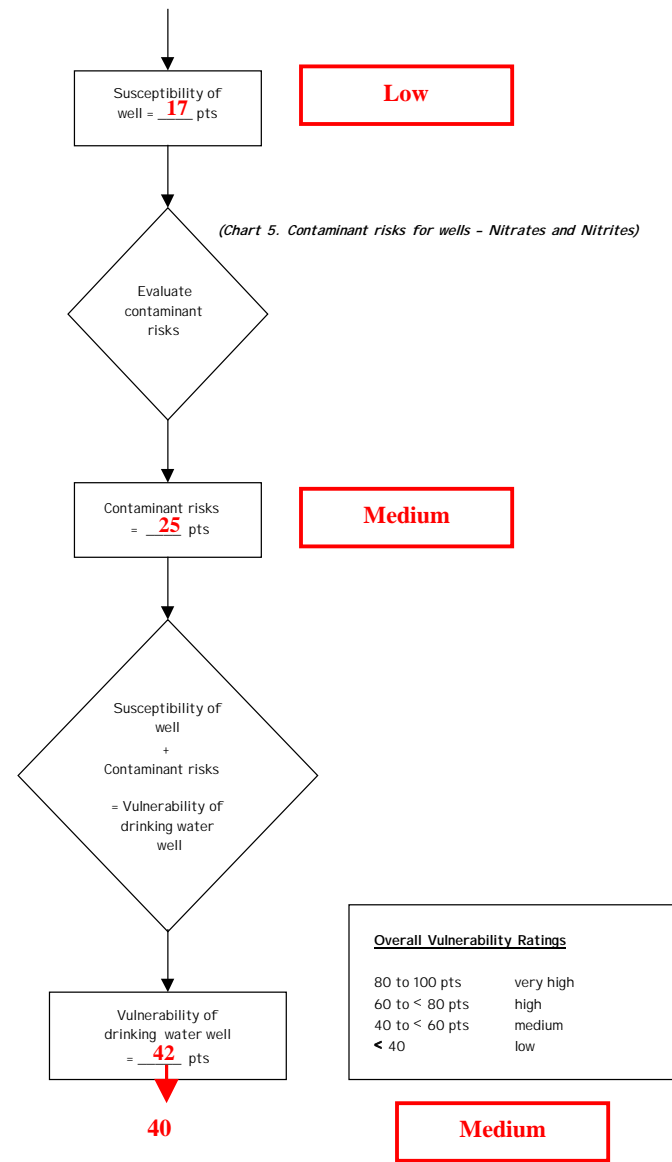 Susceptibility of
well = 17 pts
Low
(Chart 5. Contaminant risks for wells – Nitrates and Nitrites)
Evaluate
contaminant
risks
Contaminant risks
= 25 pts
Medium
Susceptibility of
well
+
Contaminant risks
= Vulnerability of
drinking water
well
Overall Vulnerability Ratings
80 to 100 pts very high
60 to < 80 pts high
40 to < 60 pts medium
< 40 low
Vulnerability of
drinking water well
= 42 pts
40
Medium